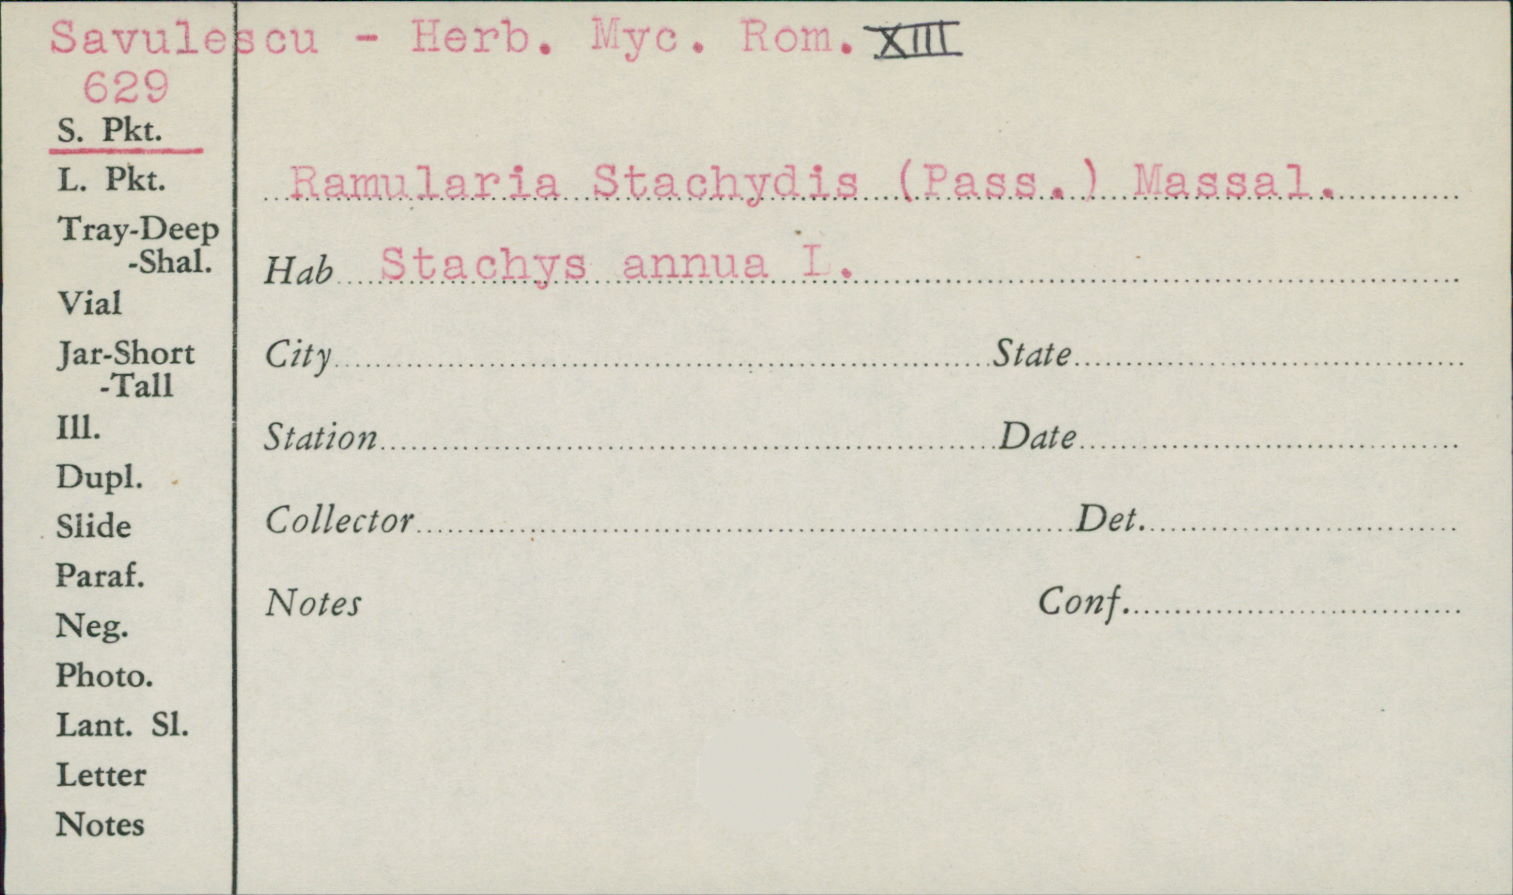 Savulescu - Herb. Myc. Rom. XIII
629
S. Pkt.
L. Pkt.
Ramularia Stachydis (Pass.) Massal.
Tray-Deep
-Shal.
Hab Stachys annua L.
Vial
Jar-Short
-Tall
City State
Ill.
Station Date
Dupl.
Slide
Collector Det.
Paraf.
Neg.
Notes Conf.
Photo.
Lant. Sl.
Letter
Notes